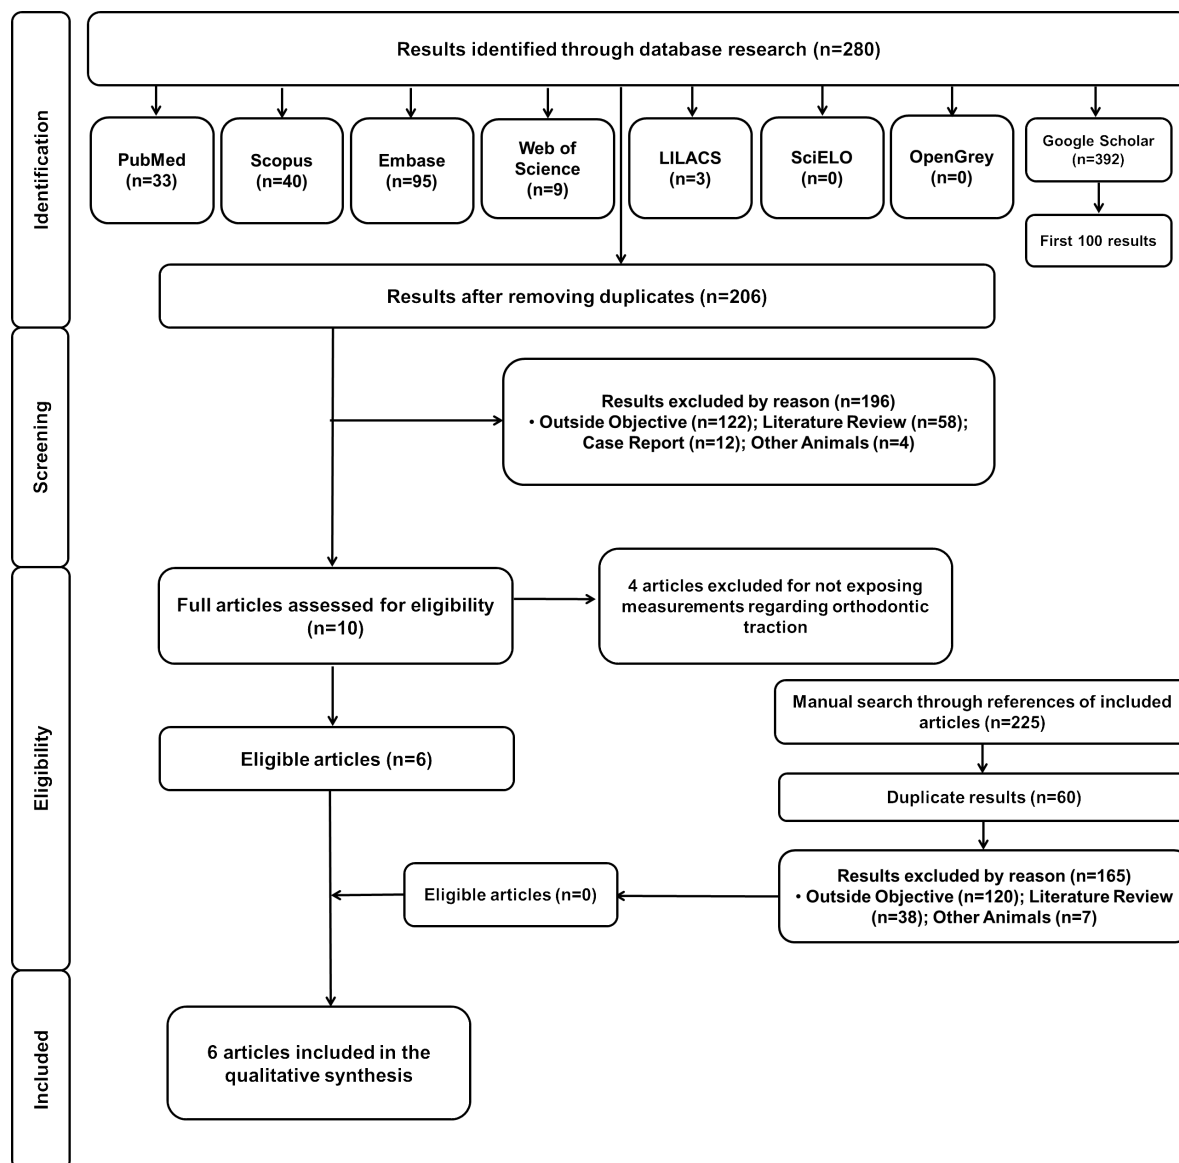 Identification
Results identified through database research (n=280)
PubMed
(n=33)
Scopus
(n=40)
Embase
(n=95)
Web of
Science
(n=9)
LILACS
(n=3)
SciELO
(n=0)
OpenGrey
(n=0)
Google Scholar
(n=392)
First 100 results
Results after removing duplicates (n=206)
Screening
Results excluded by reason (n=196)
• Outside Objective (n=122); Literature Review (n=58);
Case Report (n=12); Other Animals (n=4)
Eligibility
Full articles assessed for eligibility
(n=10)
4 articles excluded for not exposing
measurements regarding orthodontic
traction
Eligible articles (n=6)
Manual search through references of included
articles (n=225)
Duplicate results (n=60)
Results excluded by reason (n=165)
• Outside Objective (n=120); Literature Review
(n=38); Other Animals (n=7)
Eligible articles (n=0)
Included
6 articles included in the
qualitative synthesis